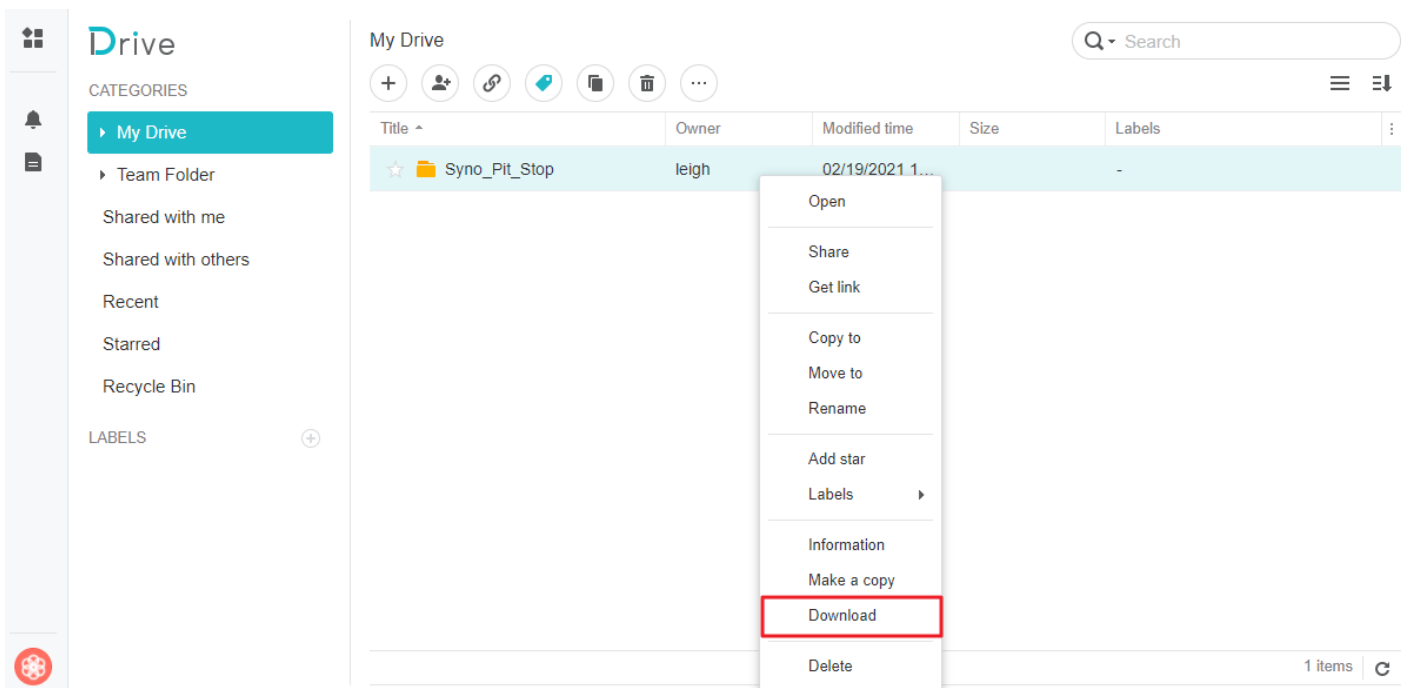 Drive
CATEGORIES
My Drive
Team Folder
Shared with me
Shared with others
Recent
Starred
Recycle Bin
LABELS
My Drive
Search
Title Owner Modified time Size Labels
Syno_Pit_Stop leigh 02/19/2021 1... -
Open
Share
Get link
Copy to
Move to
Rename
Add star
Labels
Information
Make a copy
Download
Delete
1 items